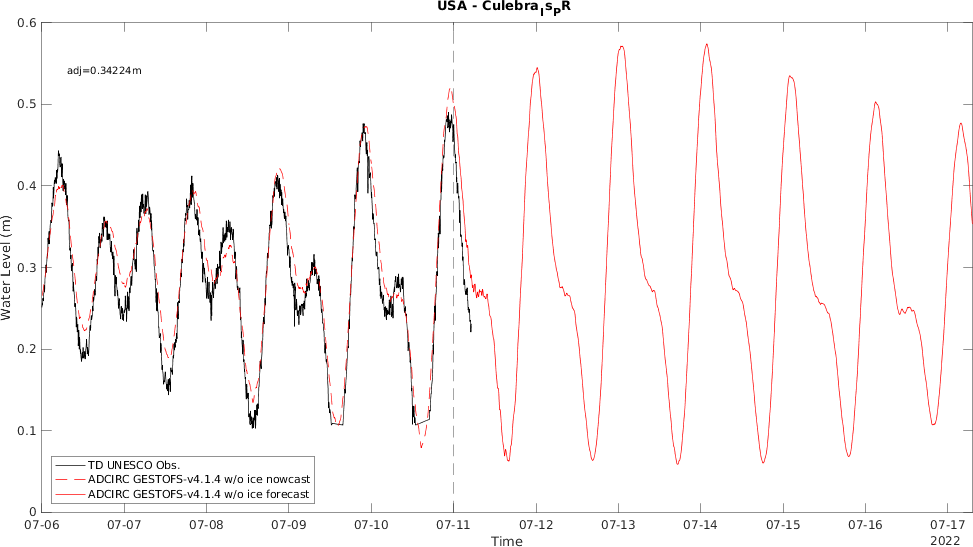 USA - CulebraIsPR
0.6
adj=0.34224m
0.5
0.4
0.3
0.2
0.1
0
Water Level (m)
TD UNESCO Obs.
ADCIRC GESTOFS-v4.1.4 w/o ice nowcast
ADCIRC GESTOFS-v4.1.4 w/o ice forecast
07-06 07-07 07-08 07-09 07-10 07-11 07-12 07-13 07-14 07-15 07-16 07-17
Time 2022